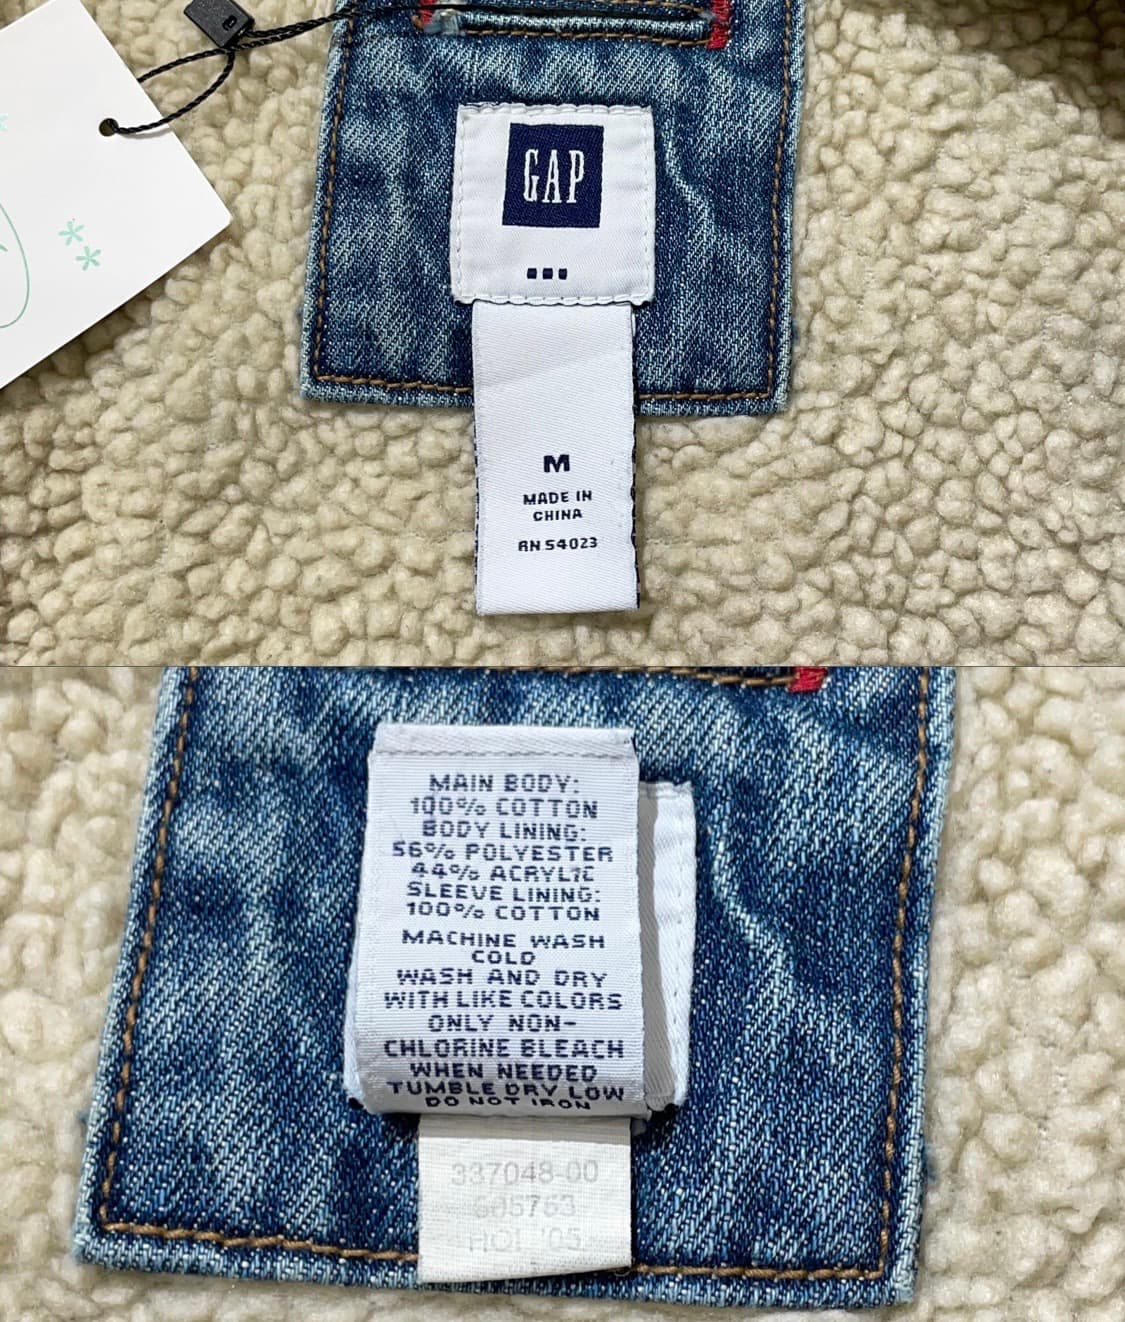 GAP
M
MADE IN
CHINA
RN 54023
MAIN BODY:
100% COTTON
BODY LINING:
56% POLYESTER
44% ACRYLIC
SLEEVE LINING:
100% COTTON
MACHINE WASH
COLD
WASH AND DRY
WITH LIKE COLORS
ONLY NON-
CHLORINE BLEACH
WHEN NEEDED
TUMBLE DRY LOW
DO NOT IRON
337048-00
605763
HOL '05